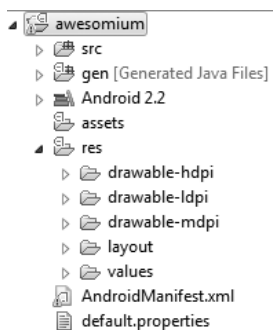 awesomium
src
gen [Generated Java Files]
Android 2.2
assets
res
drawable-hdpi
drawable-ldpi
drawable-mdpi
layout
values
AndroidManifest.xml
default.properties